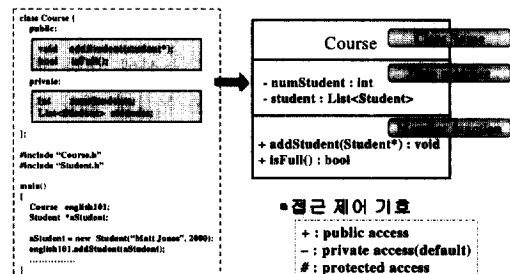 class Course {
public:
void addStudent(student*);
bool isFull();
private:
int
};
#include "Course.h"
#include "Student.h"
main()
{
Course english101;
Student *aStudent;
aStudent = new Student("Matt Jones", 2000);
english101.addStudent(aStudent);
...............
}
Course
- numStudent : int
- student : List<Student>
+ addStudent(Student*) : void
+ isFull() : bool
접근 제어 기호
+ : public access
- : private access(default)
# : protected access